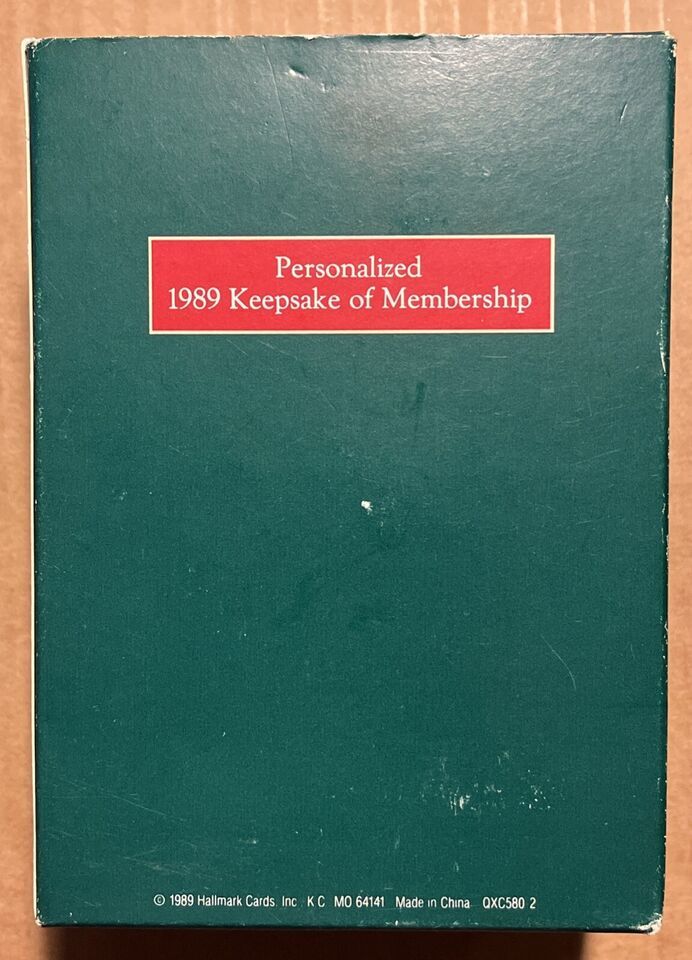 Personalized
1989 Keepsake of Membership
© 1989 Hallmark Cards, Inc. K.C. MO 64141 Made in China QXC580 2